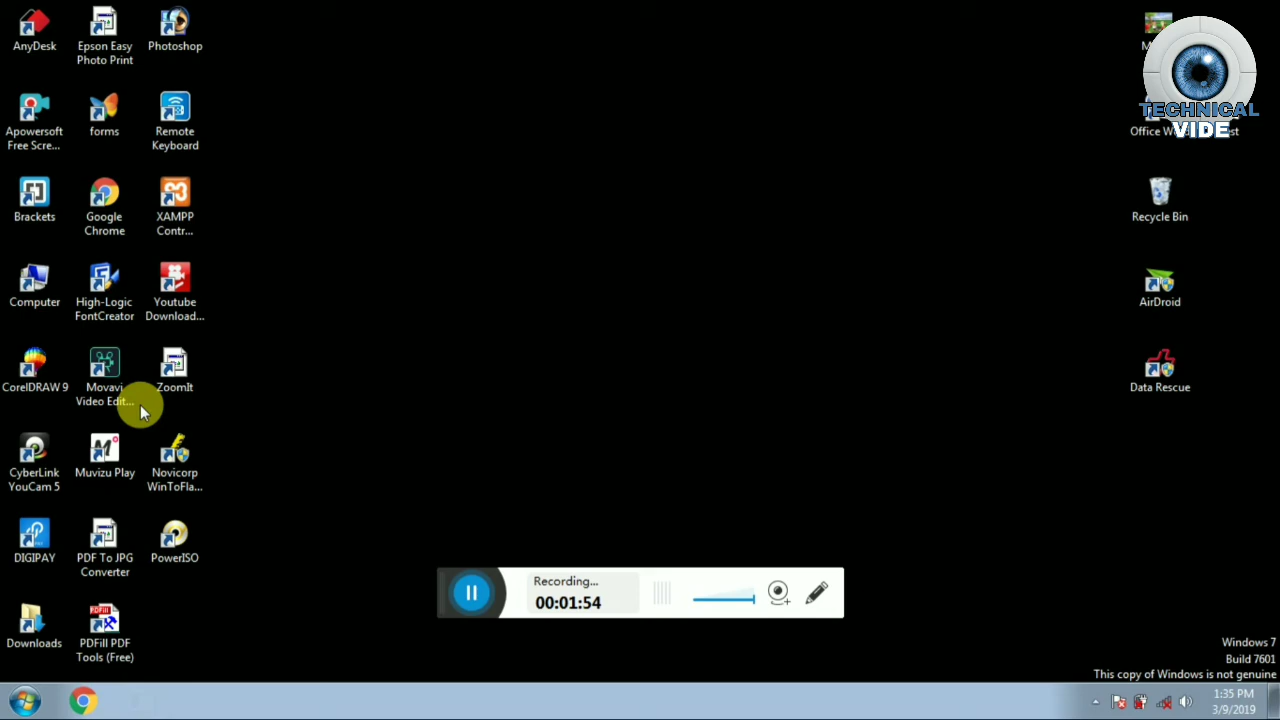 AnyDesk
Epson Easy
Photo Print
Photoshop
Apowersoft
Free Scre...
forms
Remote
Keyboard
Brackets
Google
Chrome
XAMPP
Contr...
Computer
High-Logic
FontCreator
Youtube
Download...
CorelDRAW 9
Movavi
Video Edit...
ZoomIt
CyberLink
YouCam 5
Muvizu Play
Novicorp
WinToFla...
DIGIPAY
PDF To JPG
Converter
PowerISO
Downloads
PDFill
PDFill PDF
Tools (Free)
TECHNICAL
VIDE
Office
Recycle Bin
AirDroid
Data Rescue
Recording...
00:01:54
Windows 7
Build 7601
This copy of Windows is not genuine
1:35 PM
3/9/2019